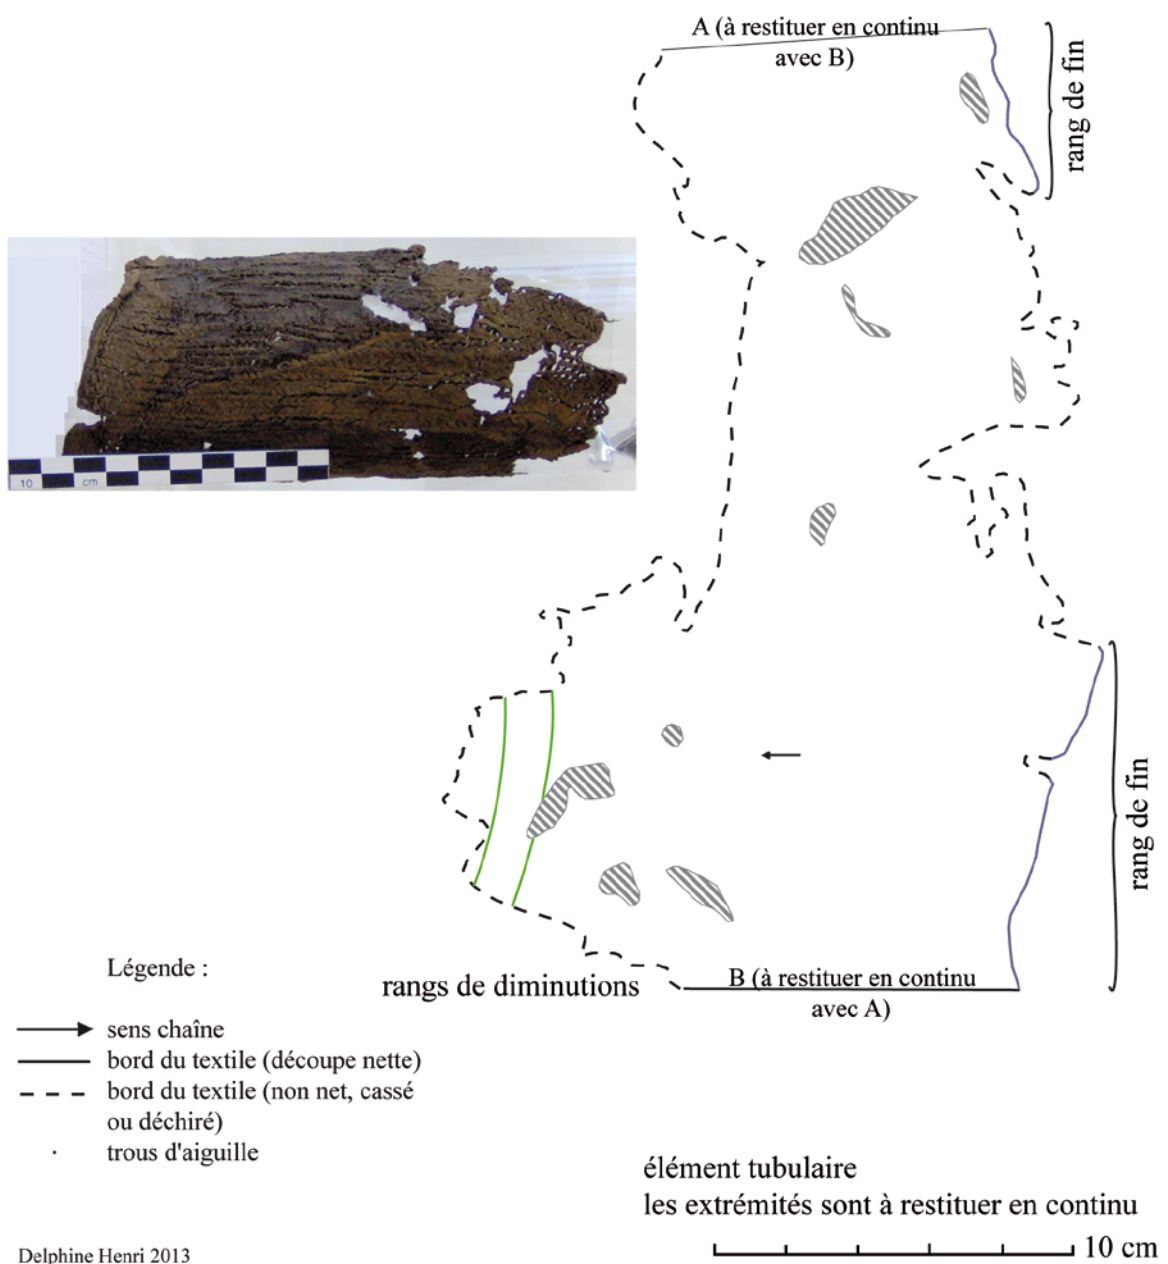 A (à restituer en continu
avec B)
rang de fin
10 cm
rang de fin
B (à restituer en continu
avec A)
rangs de diminutions
Légende :
sens chaîne
bord du textile (découpe nette)
bord du textile (non net, cassé
ou déchiré)
trous d'aiguille
élément tubulaire
les extrémités sont à restituer en continu
10 cm
Delphine Henri 2013